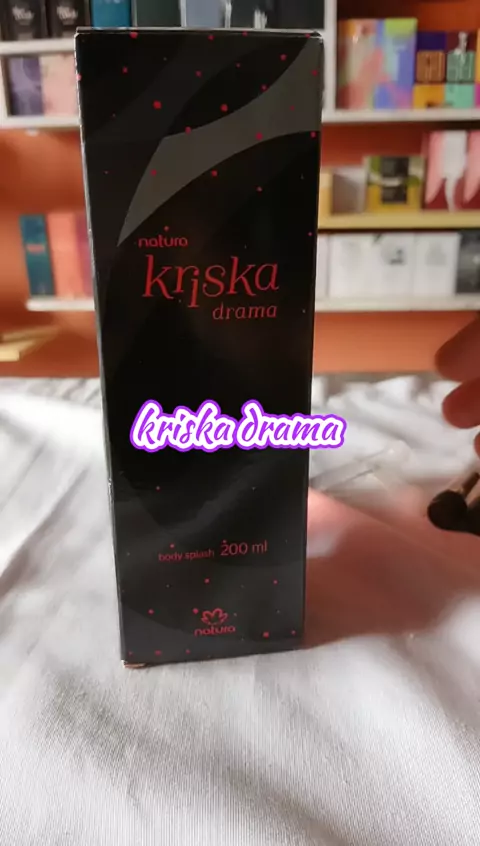 natura
kriska
drama
kriska drama
body splash 200 ml
natura